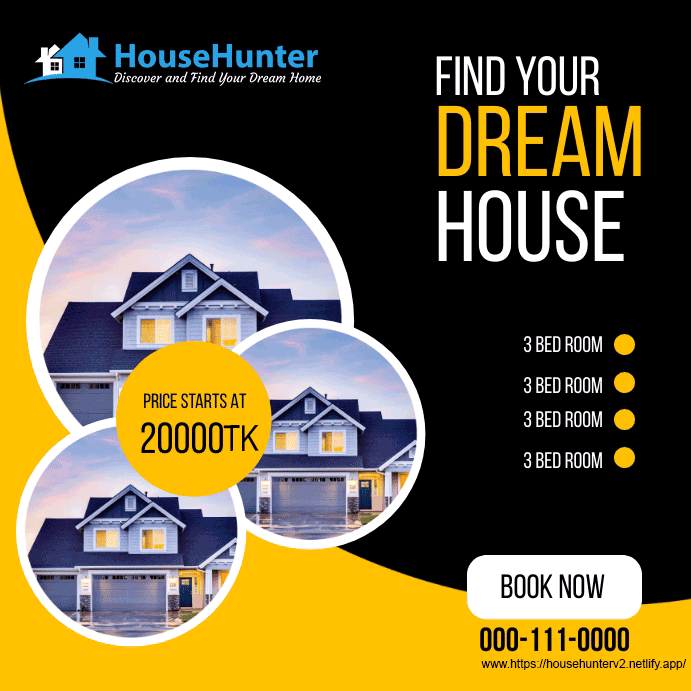 HouseHunter
Discover and Find Your Dream Home
FIND YOUR
DREAM
HOUSE
3 BED ROOM
3 BED ROOM
3 BED ROOM
3 BED ROOM
PRICE STARTS AT
20000TK
BOOK NOW
000-111-0000
www.https://househunterv2.netlify.app/